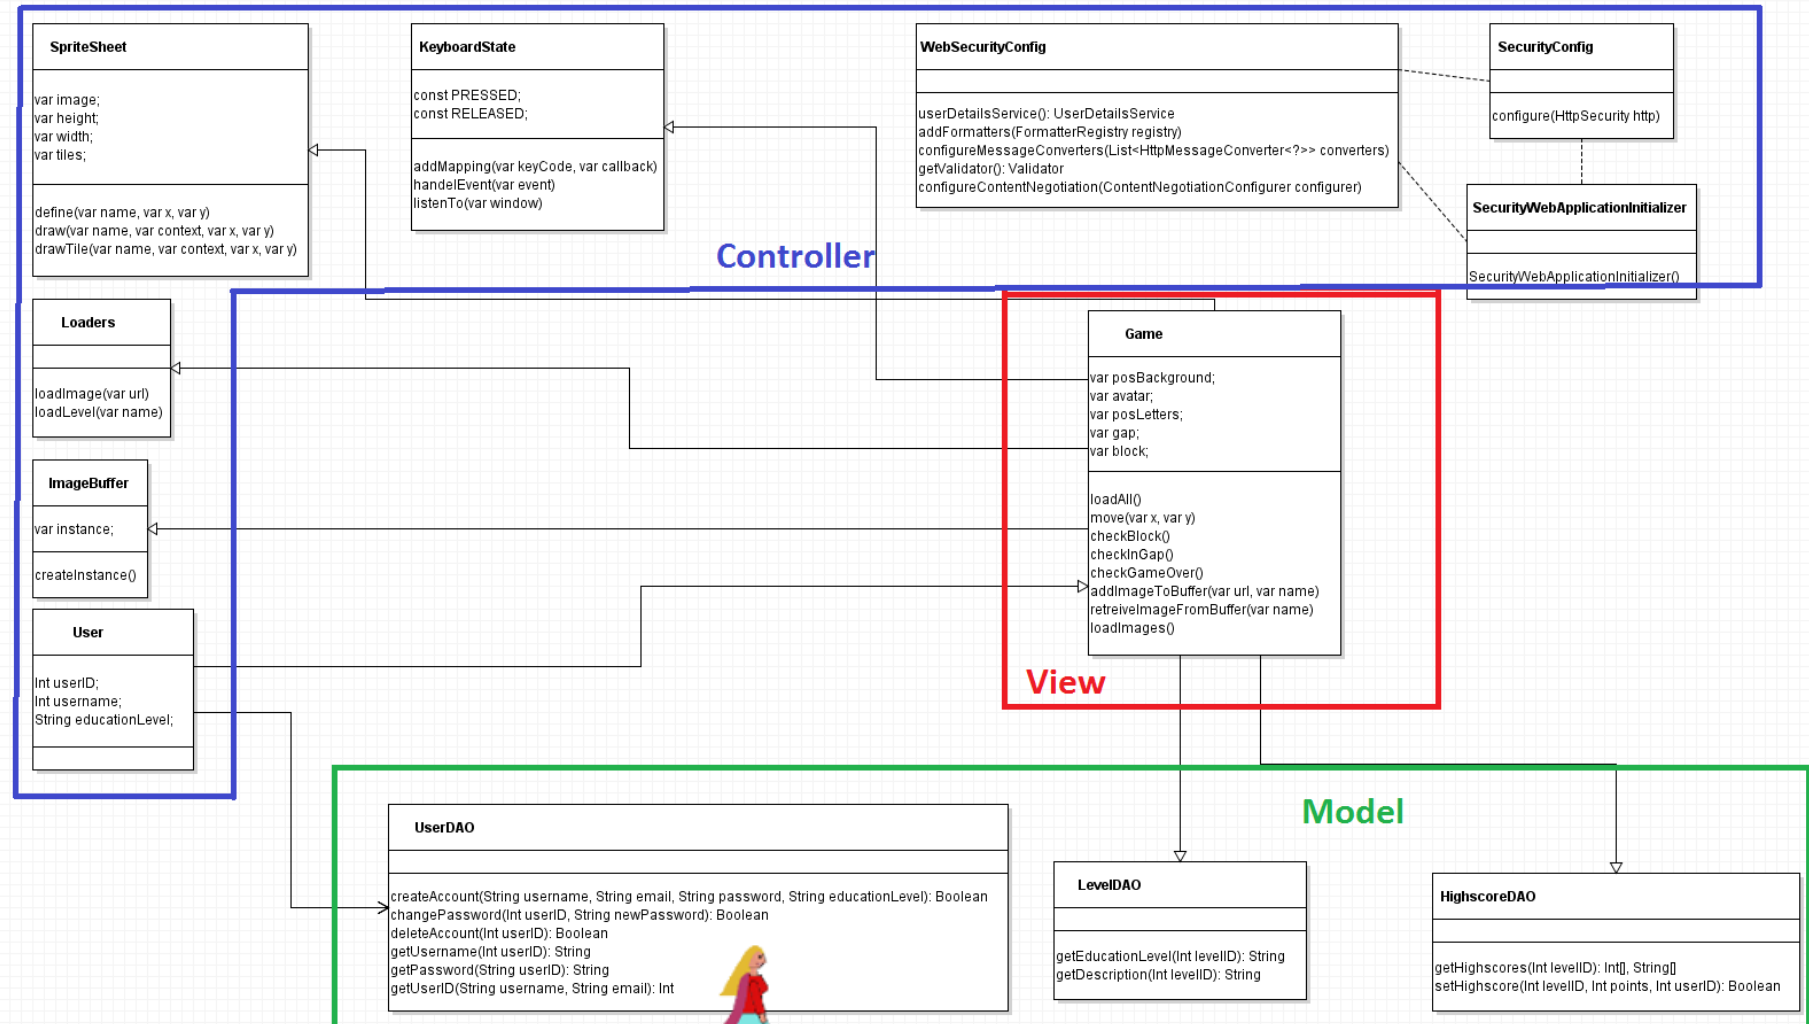 SpriteSheet
var image;
var height;
var width;
var tiles;
define(var name, var x, var y)
draw(var name, var context, var x, var y)
drawTile(var name, var context, var x, var y)
KeyboardState
const PRESSED;
const RELEASED;
addMapping(var keyCode, var callback)
handelEvent(var event)
listenTo(var window)
WebSecurityConfig
userDetailsService(): UserDetailsService
addFormatters(FormatterRegistry registry)
configureMessageConverters(List<HttpMessageConverter<?>> converters)
getValidator(): Validator
configureContentNegotiation(ContentNegotiationConfigurer configurer)
SecurityConfig
configure(HttpSecurity http)
SecurityWebApplicationInitializer
SecurityWebApplicationInitializer()
Controller
Loaders
loadImage(var url)
loadLevel(var name)
ImageBuffer
var instance;
createInstance()
User
Int userID;
Int username;
String educationLevel;
Game
var posBackground;
var avatar;
var posLetters;
var gap;
var block;
loadAll()
move(var x, var y)
checkBlock()
checkInGap()
checkGameOver()
addImageToBuffer(var url, var name)
retreiveImageFromBuffer(var name)
loadImages()
View
Model
UserDAO
createAccount(String username, String email, String password, String educationLevel): Boolean
changePassword(Int userID, String newPassword): Boolean
deleteAccount(Int userID): Boolean
getUsername(Int userID): String
getPassword(String userID): String
getUserID(String username, String email): Int
LevelDAO
getEducationLevel(Int levelID): String
getDescription(Int levelID): String
HighscoreDAO
getHighscores(Int levelID): Int[], String[]
setHighscore(Int levelID, Int points, Int userID): Boolean